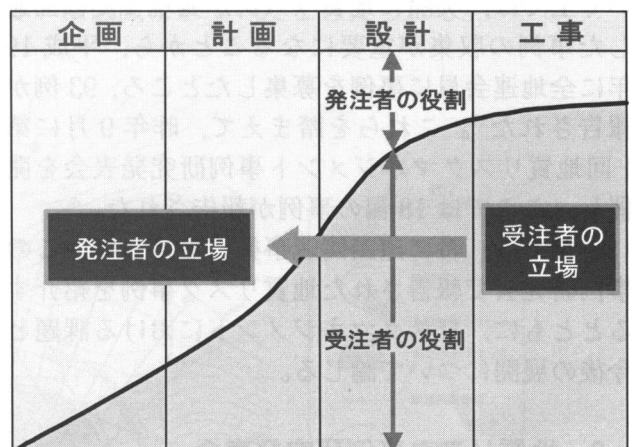 企画 計画 設計 工事
発注者の役割
発注者の立場
受注者の
立場
受注者の役割